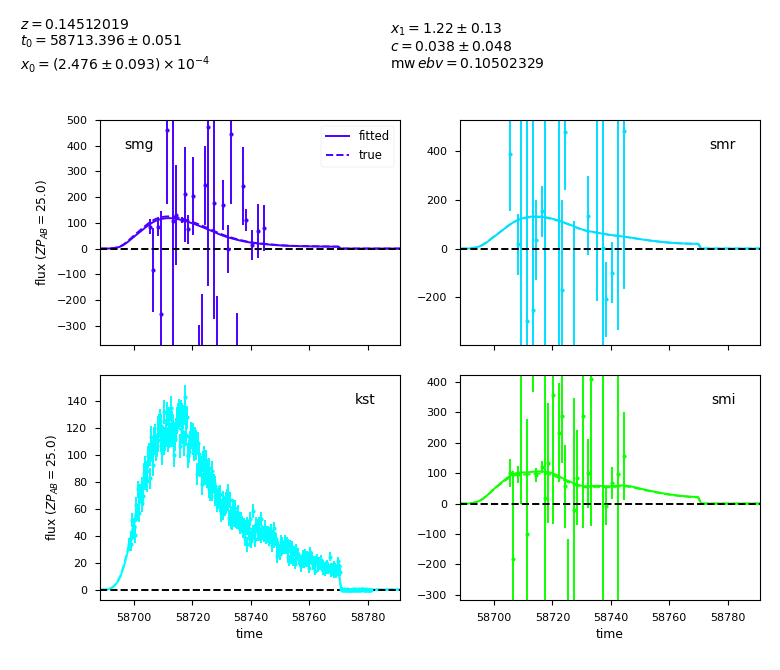 z = 0.14512019
t₀ = 58713.396 ± 0.051
x₀ = (2.476 ± 0.093) × 10⁻⁴
x₁ = 1.22 ± 0.13
c = 0.038 ± 0.048
mw ebv = 0.10502329
500
400
300
200
100
0
−100
−200
−300
flux (ZP_AB = 25.0)
smg
fitted
true
400
200
0
−200
smr
140
120
100
80
60
40
20
0
flux (ZP_AB = 25.0)
kst
58700 58720 58740 58760 58780
time
400
300
200
100
0
−100
−200
−300
smi
58700 58720 58740 58760 58780
time